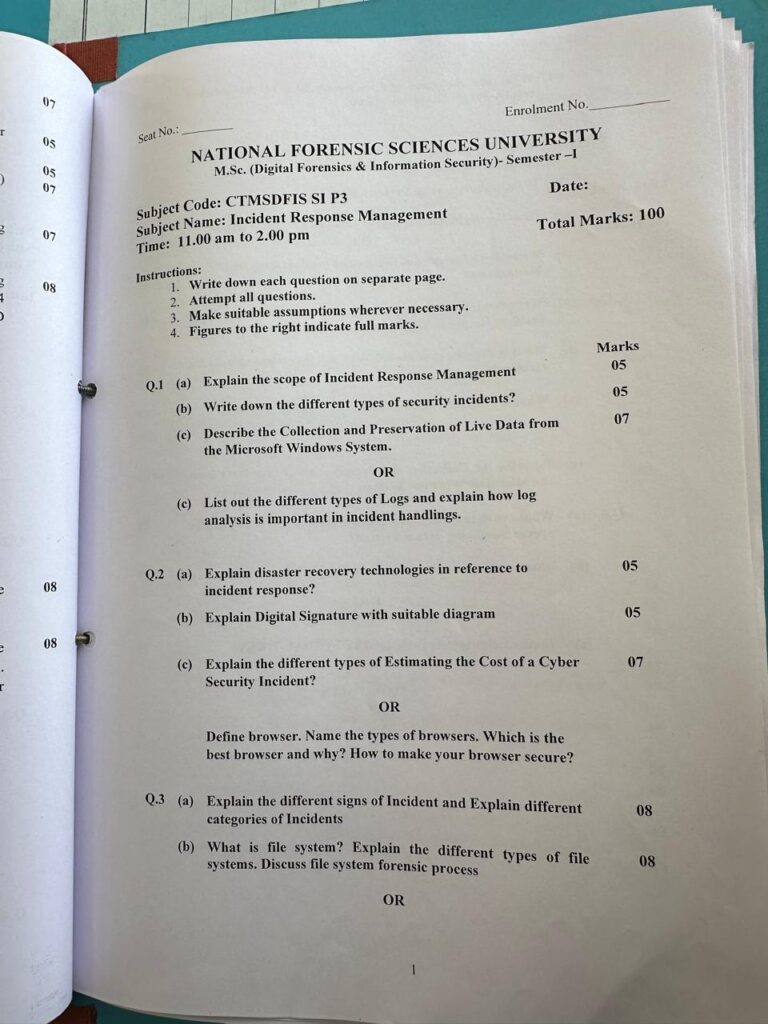 07
r
05
05
)
07
g
07
g
08
4
08
e
08
e
.
r
Seat No.: ________
Enrolment No.___________
NATIONAL FORENSIC SCIENCES UNIVERSITY
M.Sc. (Digital Forensics & Information Security)- Semester –I
Subject Code: CTMSDFIS SI P3
Date:
Subject Name: Incident Response Management
Time: 11.00 am to 2.00 pm
Total Marks: 100
Instructions:
1. Write down each question on separate page.
2. Attempt all questions.
3. Make suitable assumptions wherever necessary.
4. Figures to the right indicate full marks.
Marks
Q.1 (a) Explain the scope of Incident Response Management 05
(b) Write down the different types of security incidents? 05
(c) Describe the Collection and Preservation of Live Data from 07
the Microsoft Windows System.
OR
(c) List out the different types of Logs and explain how log
analysis is important in incident handlings.
Q.2 (a) Explain disaster recovery technologies in reference to 05
incident response?
(b) Explain Digital Signature with suitable diagram 05
(c) Explain the different types of Estimating the Cost of a Cyber 07
Security Incident?
OR
Define browser. Name the types of browsers. Which is the
best browser and why? How to make your browser secure?
Q.3 (a) Explain the different signs of Incident and Explain different 08
categories of Incidents
(b) What is file system? Explain the different types of file 08
systems. Discuss file system forensic process
OR
1